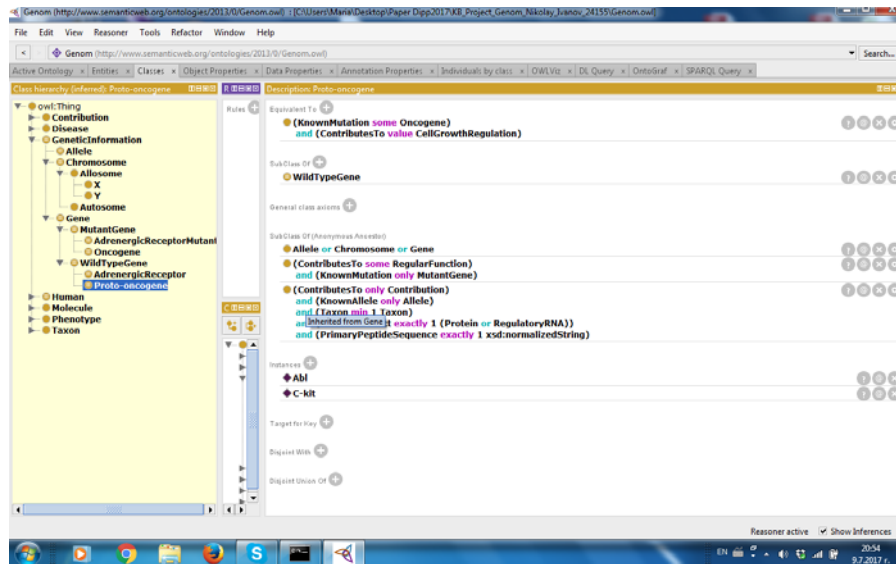 Genom (http://www.semanticweb.org/ontologies/2013/0/Genom.owl) : [C:\Users\Maria\Desktop\Paper Dipp2017\KB_Project_Genom_Nikolay_Ivanov_24155\Genom.owl]
File Edit View Reasoner Tools Refactor Window Help
Genom (http://www.semanticweb.org/ontologies/2013/0/Genom.owl) Search...
Active Ontology Entities Classes Object Properties Data Properties Annotation Properties Individuals by class OWLViz DL Query OntoGraf SPARQL Query
Class hierarchy (inferred): Proto-oncogene
owl:Thing
Contribution
Disease
GeneticInformation
Allele
Chromosome
Allosome
X
Y
Autosome
Gene
MutantGene
AdrenergicReceptorMutant
Oncogene
WildTypeGene
AdrenergicReceptor
Proto-oncogene
Human
Molecule
Phenotype
Taxon
Rules
Description: Proto-oncogene
Equivalent To
(KnownMutation some Oncogene)
and (ContributesTo value CellGrowthRegulation)
SubClass Of
WildTypeGene
General class axioms
SubClass Of (Anonymous Ancestor)
Allele or Chromosome or Gene
(ContributesTo some RegularFunction)
and (KnownMutation only MutantGene)
(ContributesTo only Contribution)
and (KnownAllele only Allele)
and (Taxon min 1 Taxon)
Inherited from Gene
exactly 1 (Protein or RegulatoryRNA))
and (PrimaryPeptideSequence exactly 1 xsd:normalizedString)
Instances
Abl
C-kit
Target for Key
Disjoint With
Disjoint Union Of
Reasoner active Show Inferences
EN 20:54
9.7.2017 г.